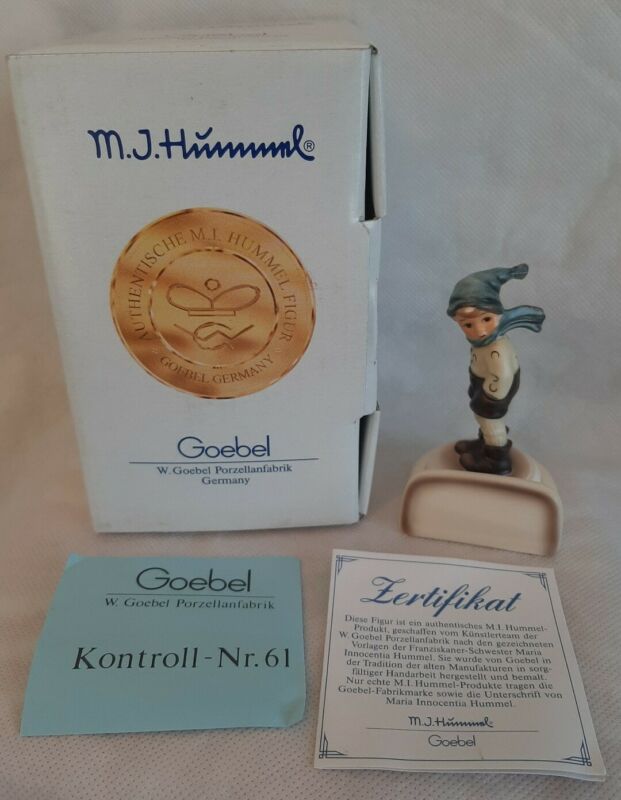 M.J.Hummel®
AUTHENTISCHE M.I. HUMMEL FIGUR
GOEBEL GERMANY
Goebel
W. Goebel Porzellanfabrik
Germany
Goebel
W. Goebel Porzellanfabrik
Kontroll-Nr. 61
Zertifikat
Diese Figur ist ein authentisches M.I. Hummel-
Produkt, geschaffen vom Künstlerteam der
W. Goebel Porzellanfabrik nach den gezeichneten
Vorlagen der Franziskaner-Schwester Maria
Innocentia Hummel. Sie wurde von Goebel in
der Tradition der alten Manufakturen in sorg-
fältiger Handarbeit hergestellt und bemalt.
Nur echte M.I. Hummel-Produkte tragen die
Goebel-Fabrikmarke sowie die Unterschrift von
Maria Innocentia Hummel.
M.J.Hummel®
Goebel